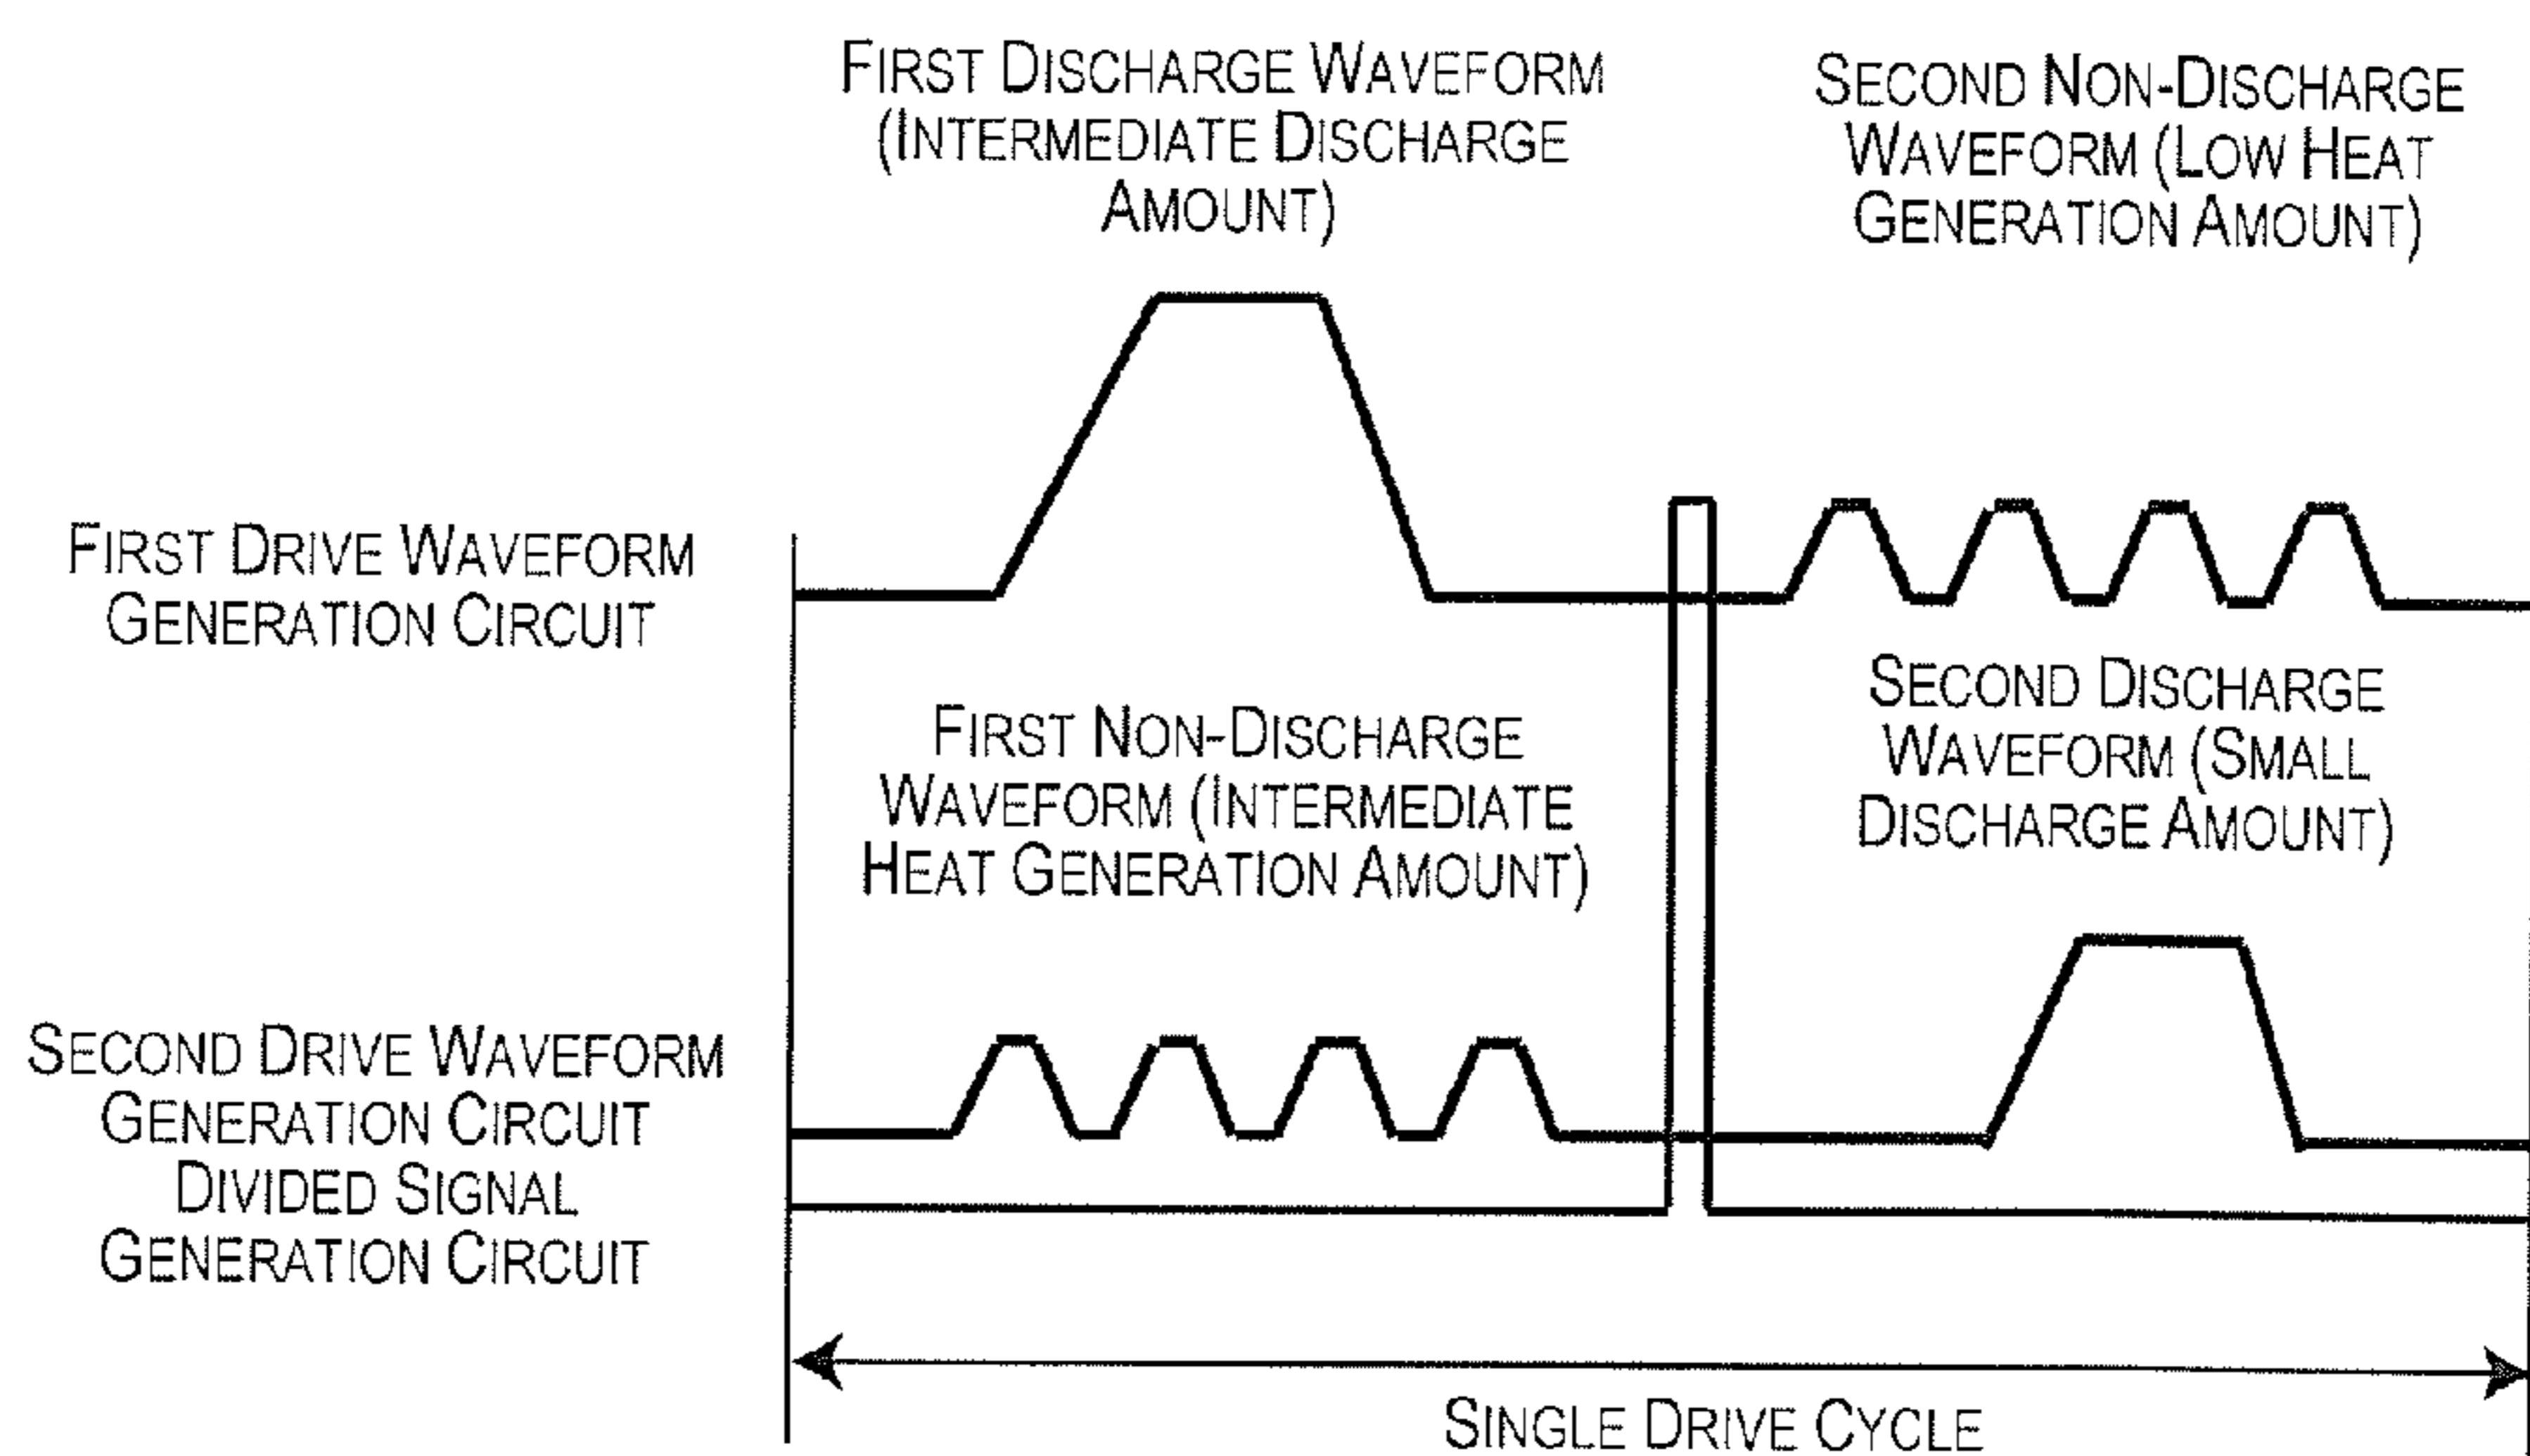 FIRST DISCHARGE WAVEFORM
(INTERMEDIATE DISCHARGE
AMOUNT)
SECOND NON-DISCHARGE
WAVEFORM (LOW HEAT
GENERATION AMOUNT)
FIRST DRIVE WAVEFORM
GENERATION CIRCUIT
FIRST NON-DISCHARGE
WAVEFORM (INTERMEDIATE
HEAT GENERATION AMOUNT)
SECOND DISCHARGE
WAVEFORM (SMALL
DISCHARGE AMOUNT)
SECOND DRIVE WAVEFORM
GENERATION CIRCUIT
DIVIDED SIGNAL
GENERATION CIRCUIT
SINGLE DRIVE CYCLE